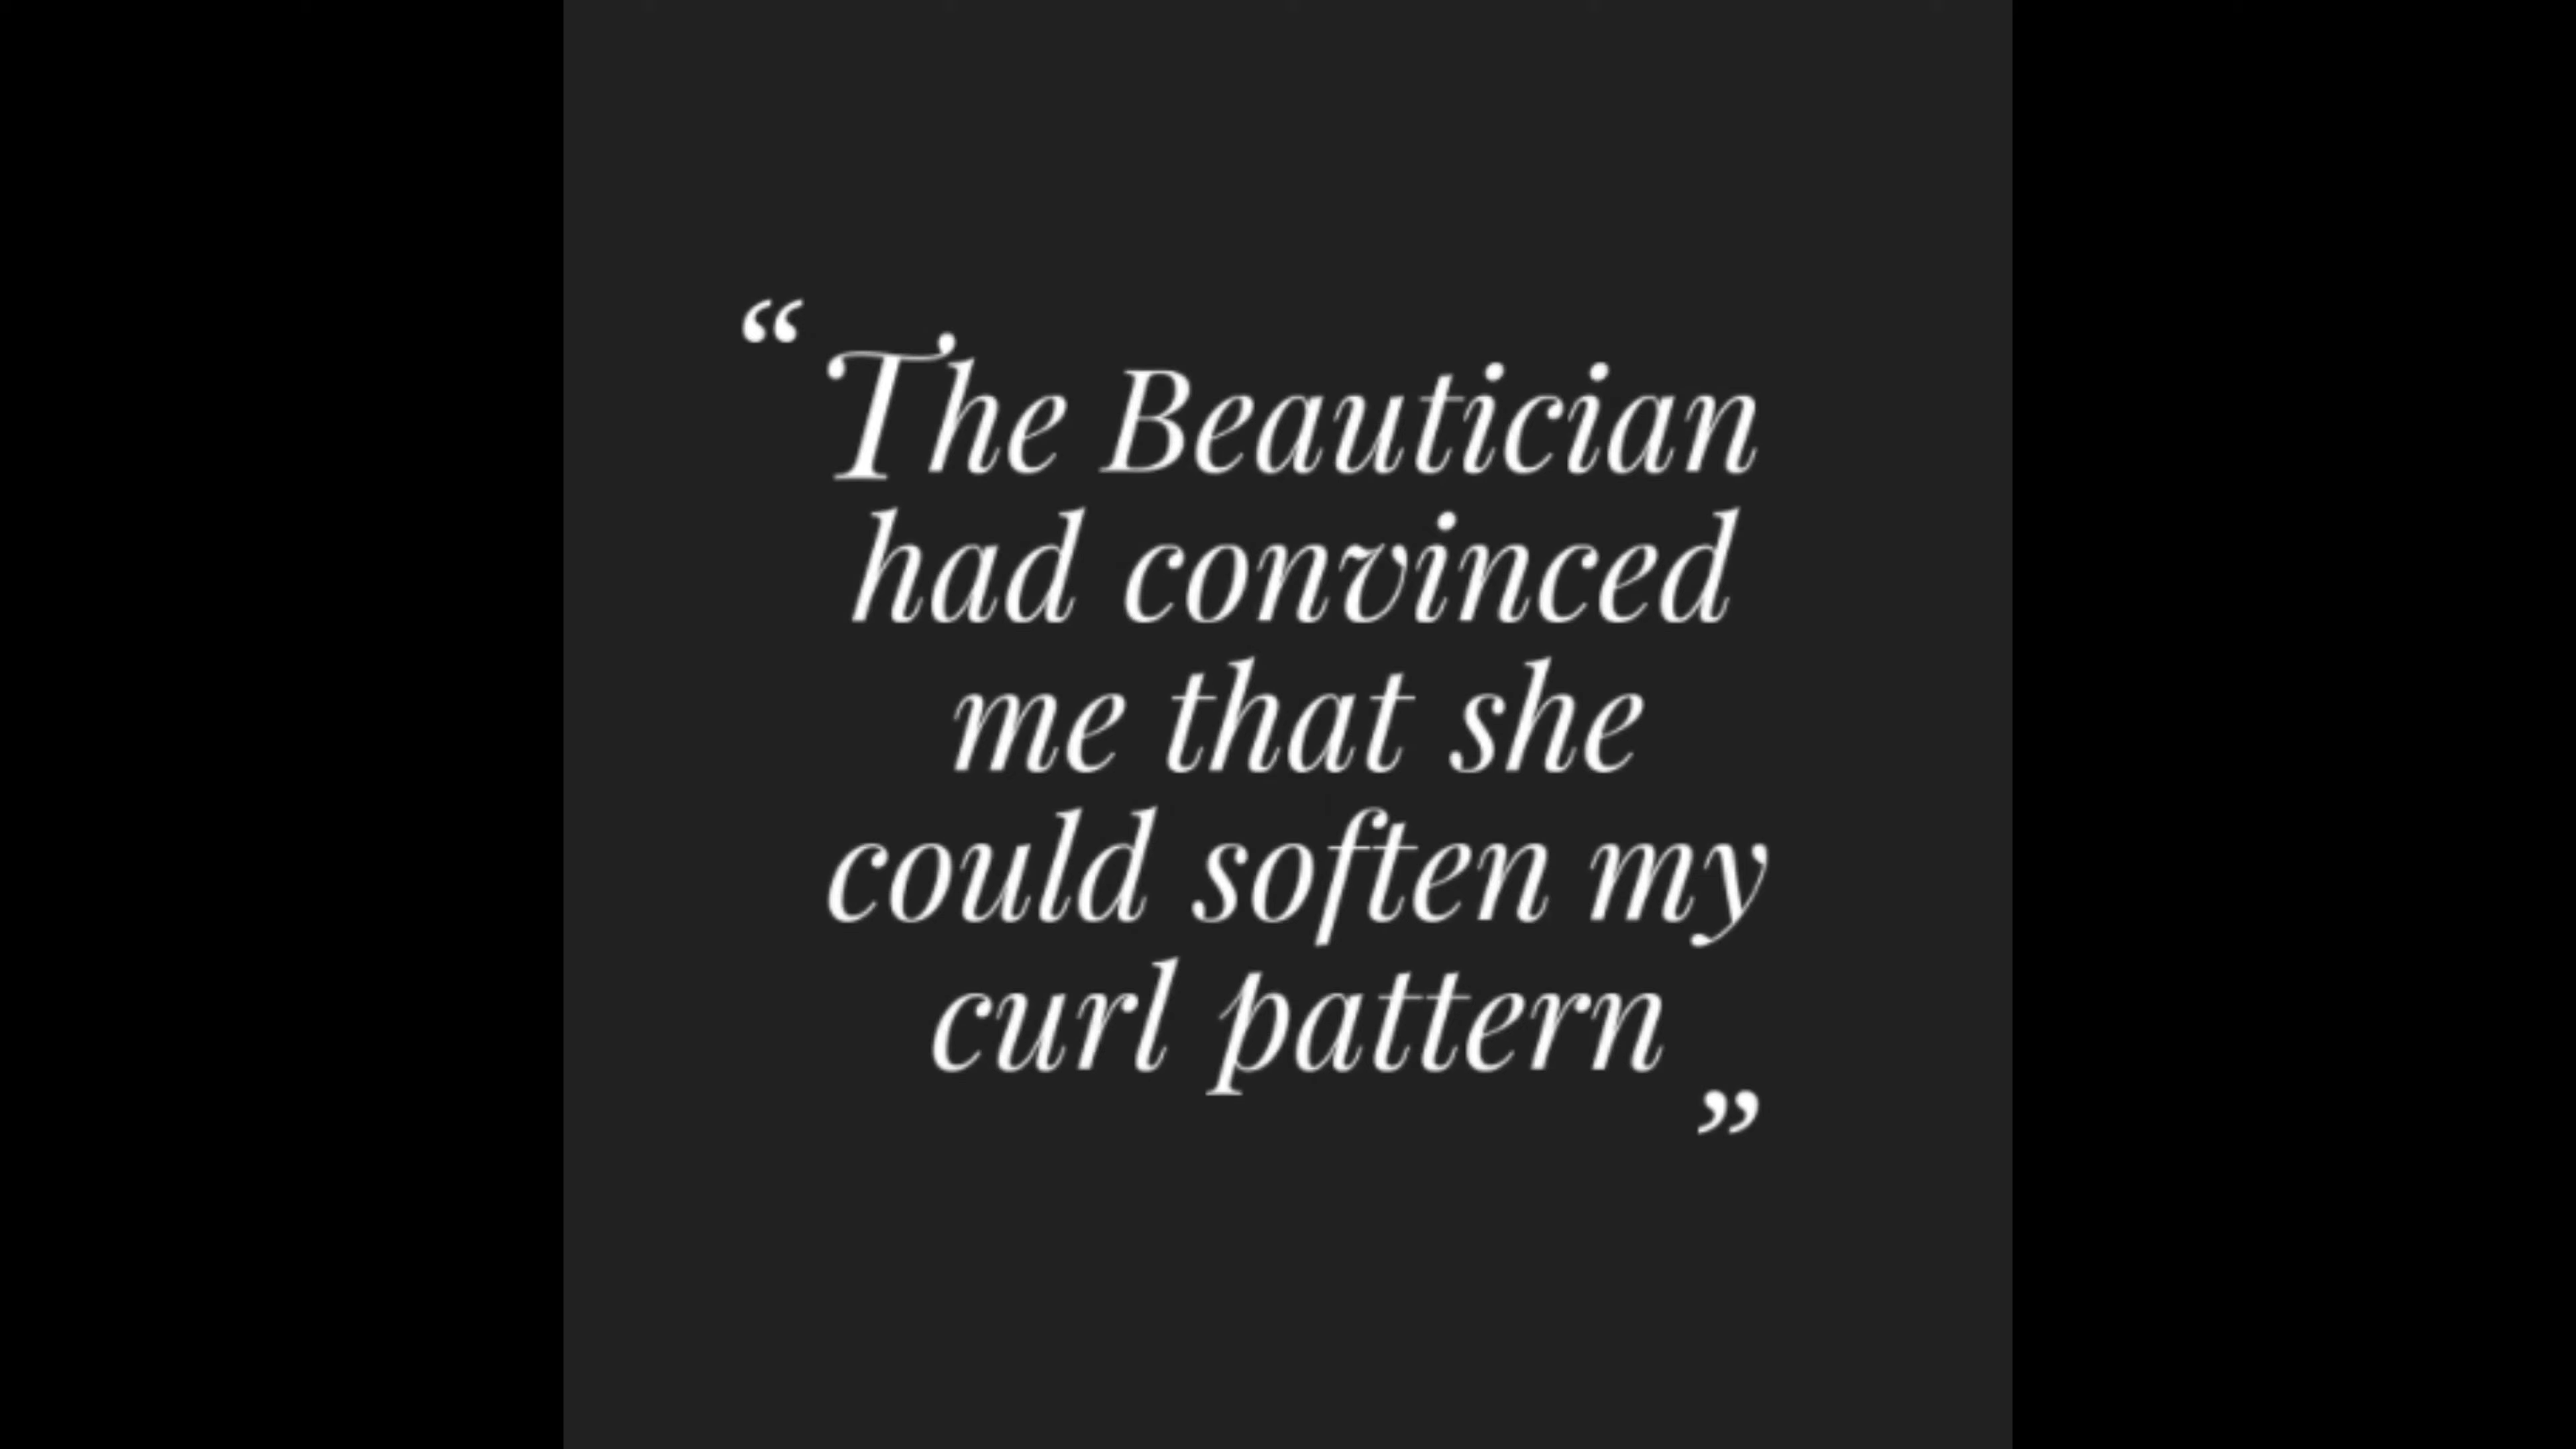 “The Beautician
had convinced
me that she
could soften my
curl pattern”